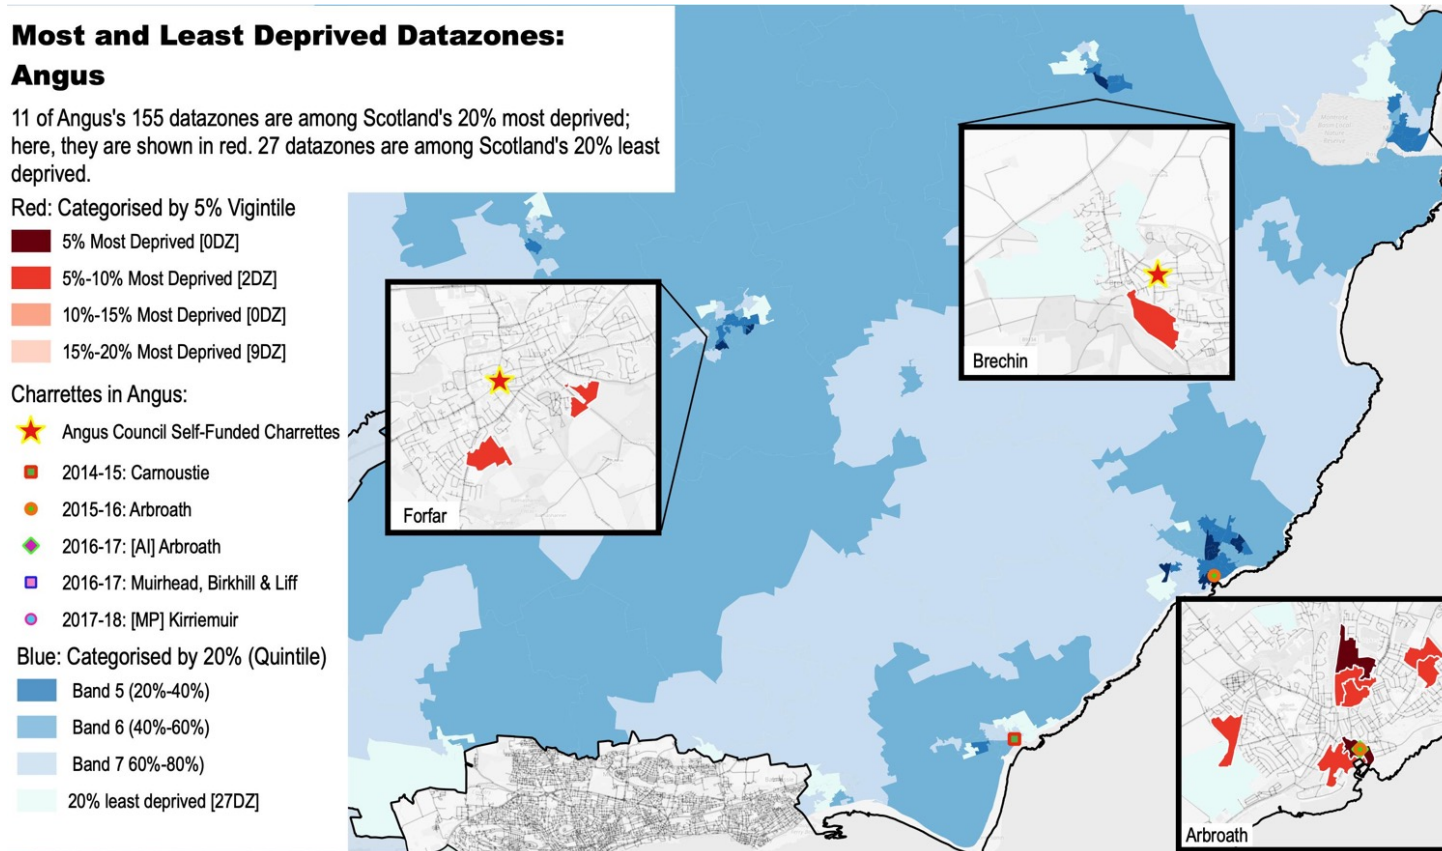 Most and Least Deprived Datazones:
Angus
11 of Angus's 155 datazones are among Scotland's 20% most deprived;
here, they are shown in red. 27 datazones are among Scotland's 20% least
deprived.
Red: Categorised by 5% Vigintile
5% Most Deprived [0DZ]
5%-10% Most Deprived [2DZ]
10%-15% Most Deprived [0DZ]
15%-20% Most Deprived [9DZ]
Charrettes in Angus:
Angus Council Self-Funded Charrettes
2014-15: Carnoustie
2015-16: Arbroath
2016-17: [AI] Arbroath
2016-17: Muirhead, Birkhill & Liff
2017-18: [MP] Kirriemuir
Blue: Categorised by 20% (Quintile)
Band 5 (20%-40%)
Band 6 (40%-60%)
Band 7 60%-80%)
20% least deprived [27DZ]
Forfar
Brechin
Arbroath